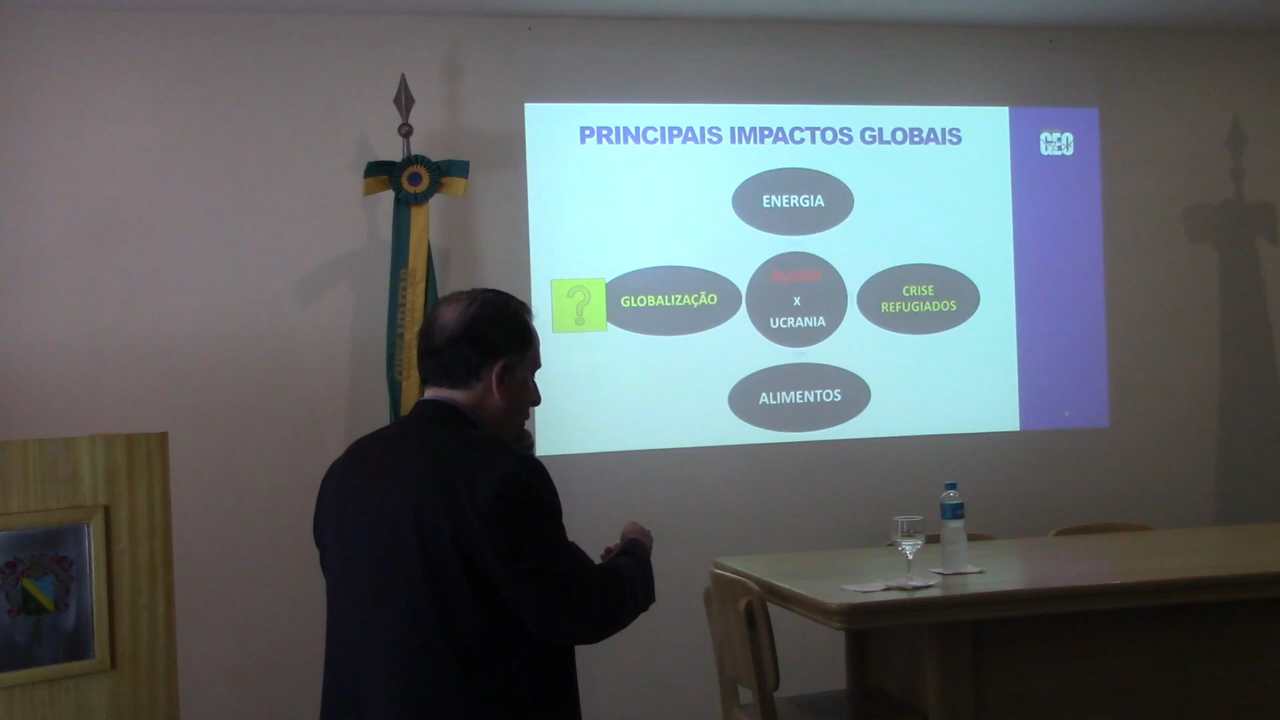 PRINCIPAIS IMPACTOS GLOBAIS
GEO
ENERGIA
?
GLOBALIZAÇÃO
X
UCRANIA
CRISE
REFUGIADOS
ALIMENTOS